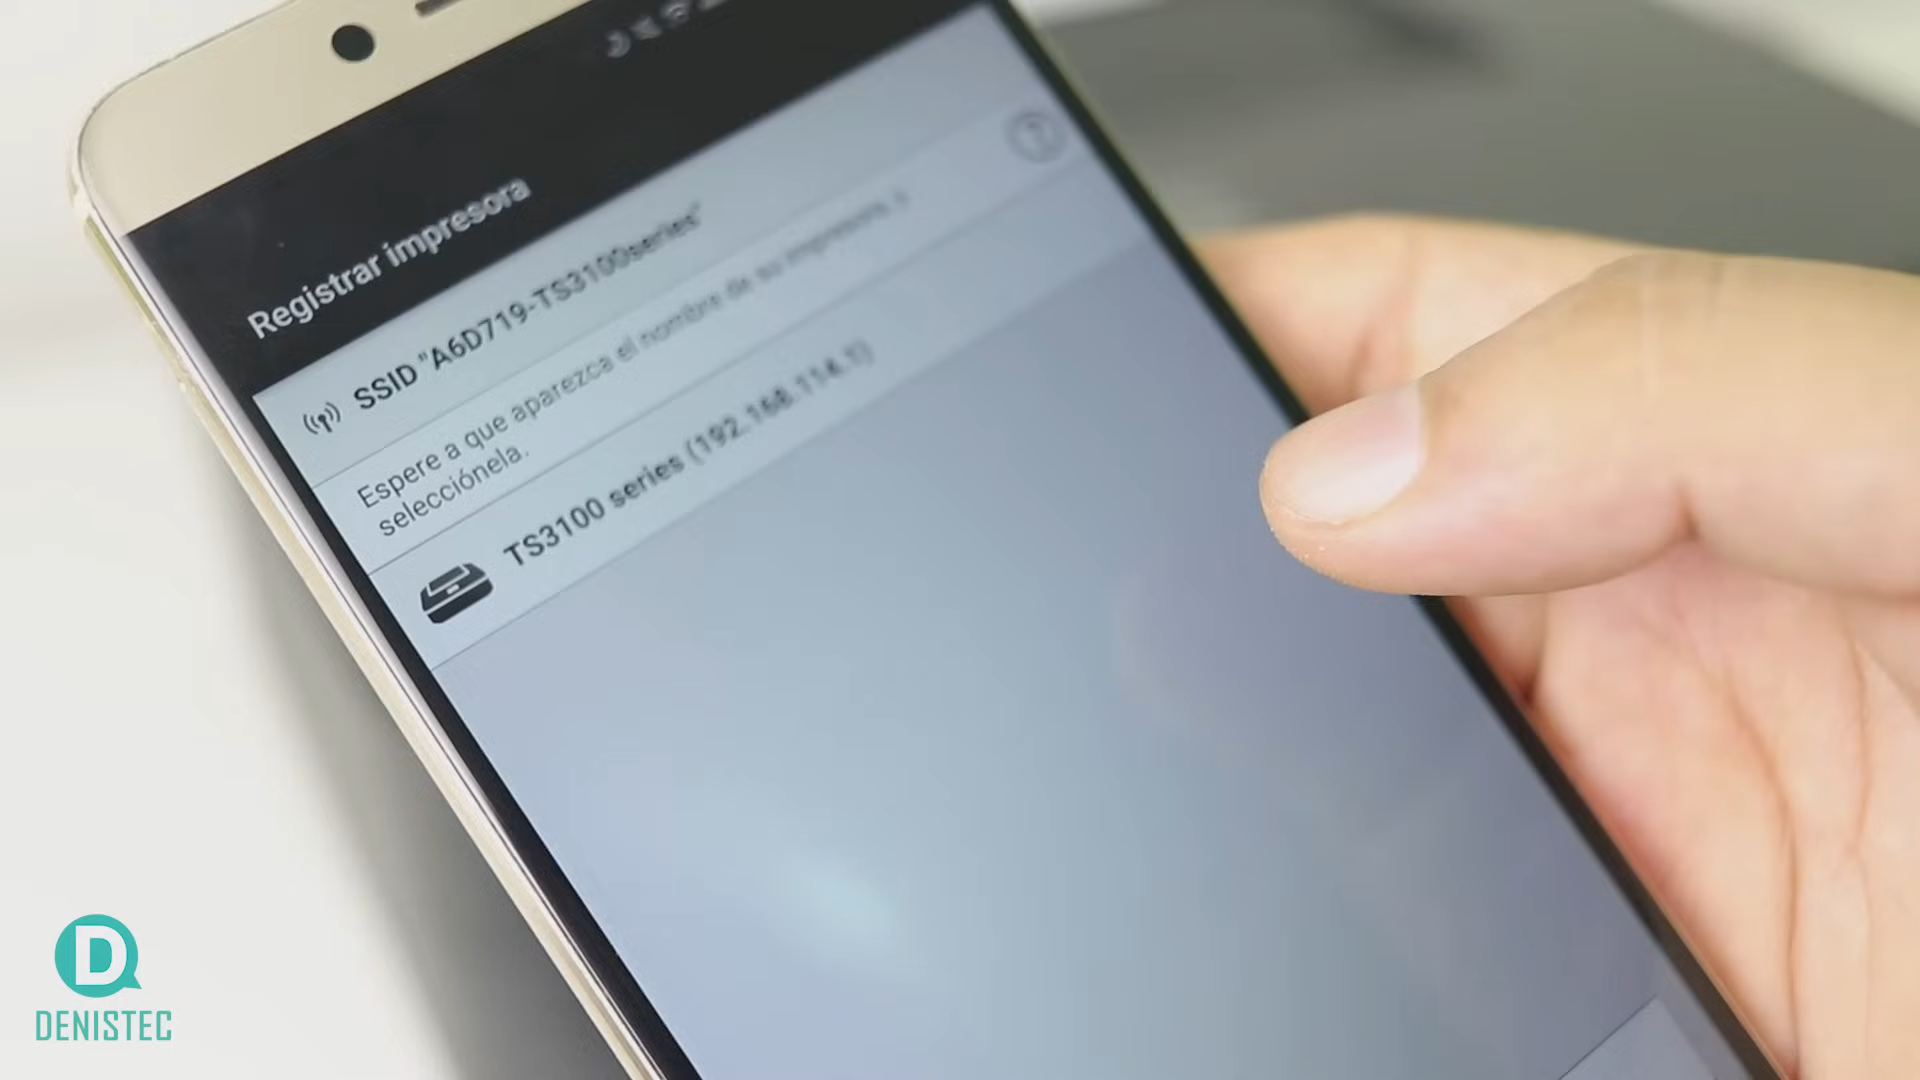 Registrar impresora
SSID "A6D719-TS3100series"
Espere a que aparezca el nombre de su impresora y
selecciónela.
TS3100 series (192.168.114.1)
DENISTEC